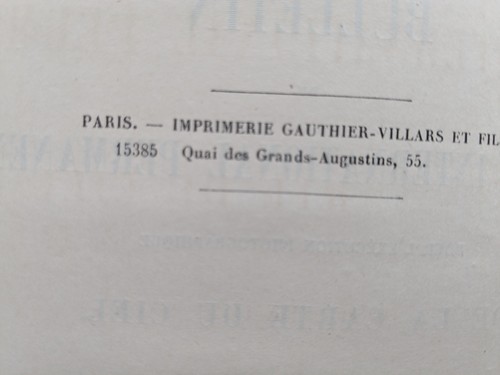 PARIS. — IMPRIMERIE GAUTHIER-VILLARS ET FIL
15385 Quai des Grands-Augustins, 55.